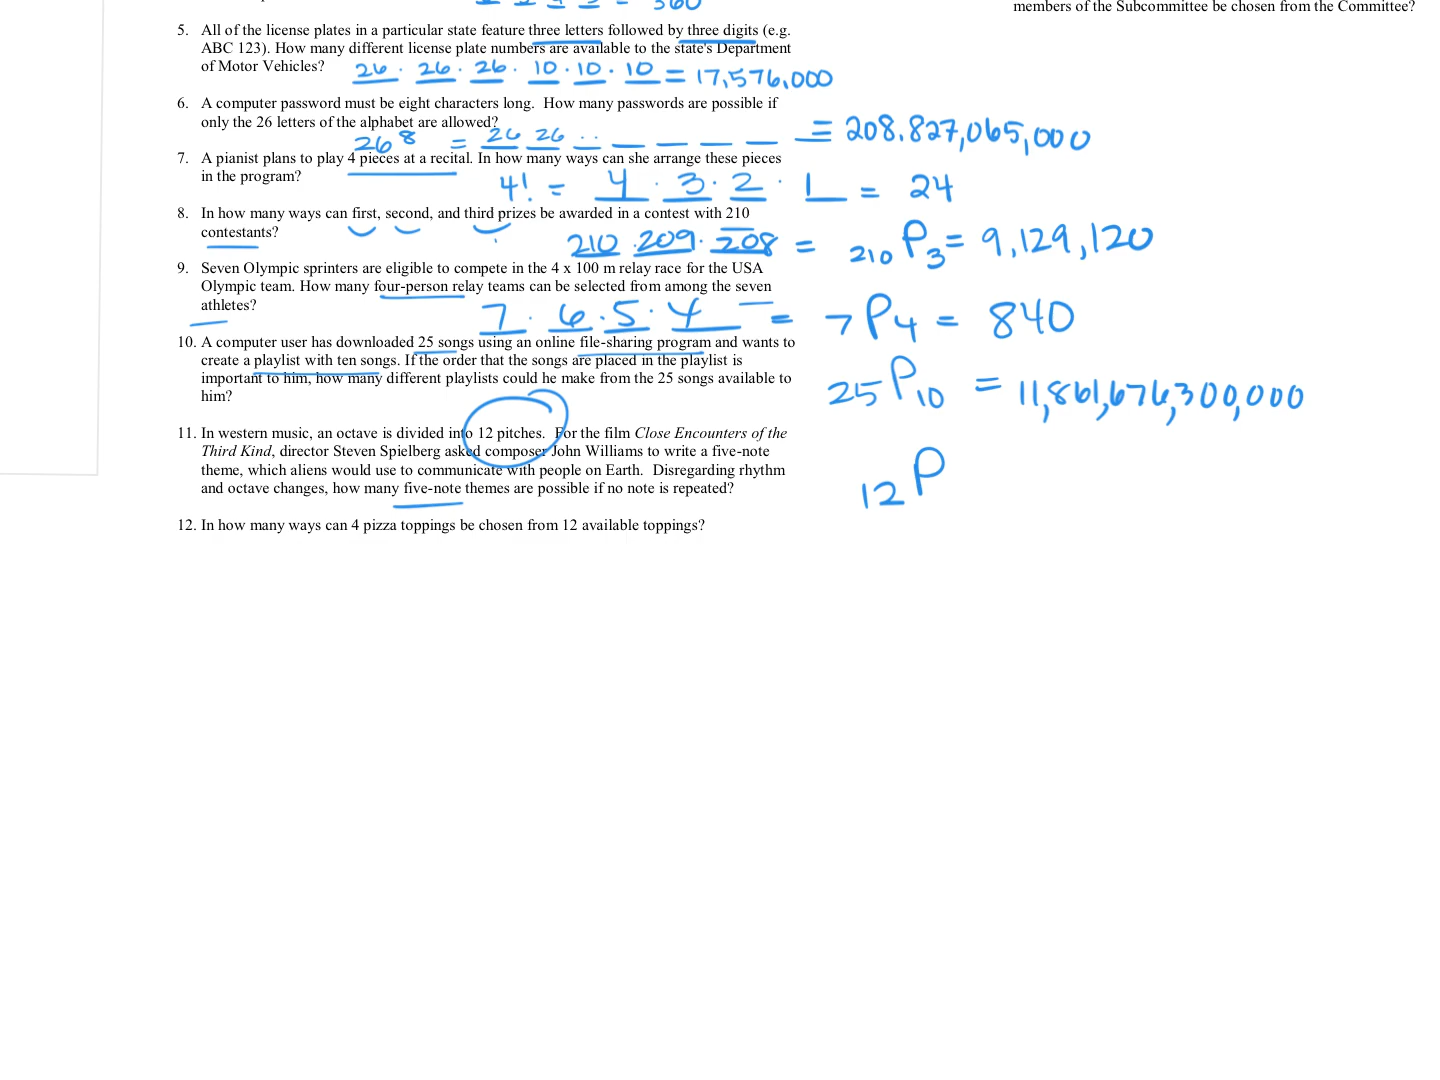 = 360
members of the Subcommittee be chosen from the Committee?
5. All of the license plates in a particular state feature three letters followed by three digits (e.g.
ABC 123). How many different license plate numbers are available to the state's Department
of Motor Vehicles?
26 · 26 · 26 · 10 · 10 · 10 = 17,576,000
6. A computer password must be eight characters long. How many passwords are possible if
only the 26 letters of the alphabet are allowed?
26⁸ = 26 26 .. = 208,827,065,000
7. A pianist plans to play 4 pieces at a recital. In how many ways can she arrange these pieces
in the program?
4! = 4 · 3 · 2 · 1 = 24
8. In how many ways can first, second, and third prizes be awarded in a contest with 210
contestants?
210 · 209 · 208 = ₂₁₀P₃ = 9,129,120
9. Seven Olympic sprinters are eligible to compete in the 4 x 100 m relay race for the USA
Olympic team. How many four-person relay teams can be selected from among the seven
athletes?
7 · 6 · 5 · 4 = ₇P₄ = 840
10. A computer user has downloaded 25 songs using an online file-sharing program and wants to
create a playlist with ten songs. If the order that the songs are placed in the playlist is
important to him, how many different playlists could he make from the 25 songs available to
him?
₂₅P₁₀ = 11,861,676,300,000
11. In western music, an octave is divided into 12 pitches. For the film Close Encounters of the
Third Kind, director Steven Spielberg asked composer John Williams to write a five-note
theme, which aliens would use to communicate with people on Earth. Disregarding rhythm
and octave changes, how many five-note themes are possible if no note is repeated?
₁₂P
12. In how many ways can 4 pizza toppings be chosen from 12 available toppings?